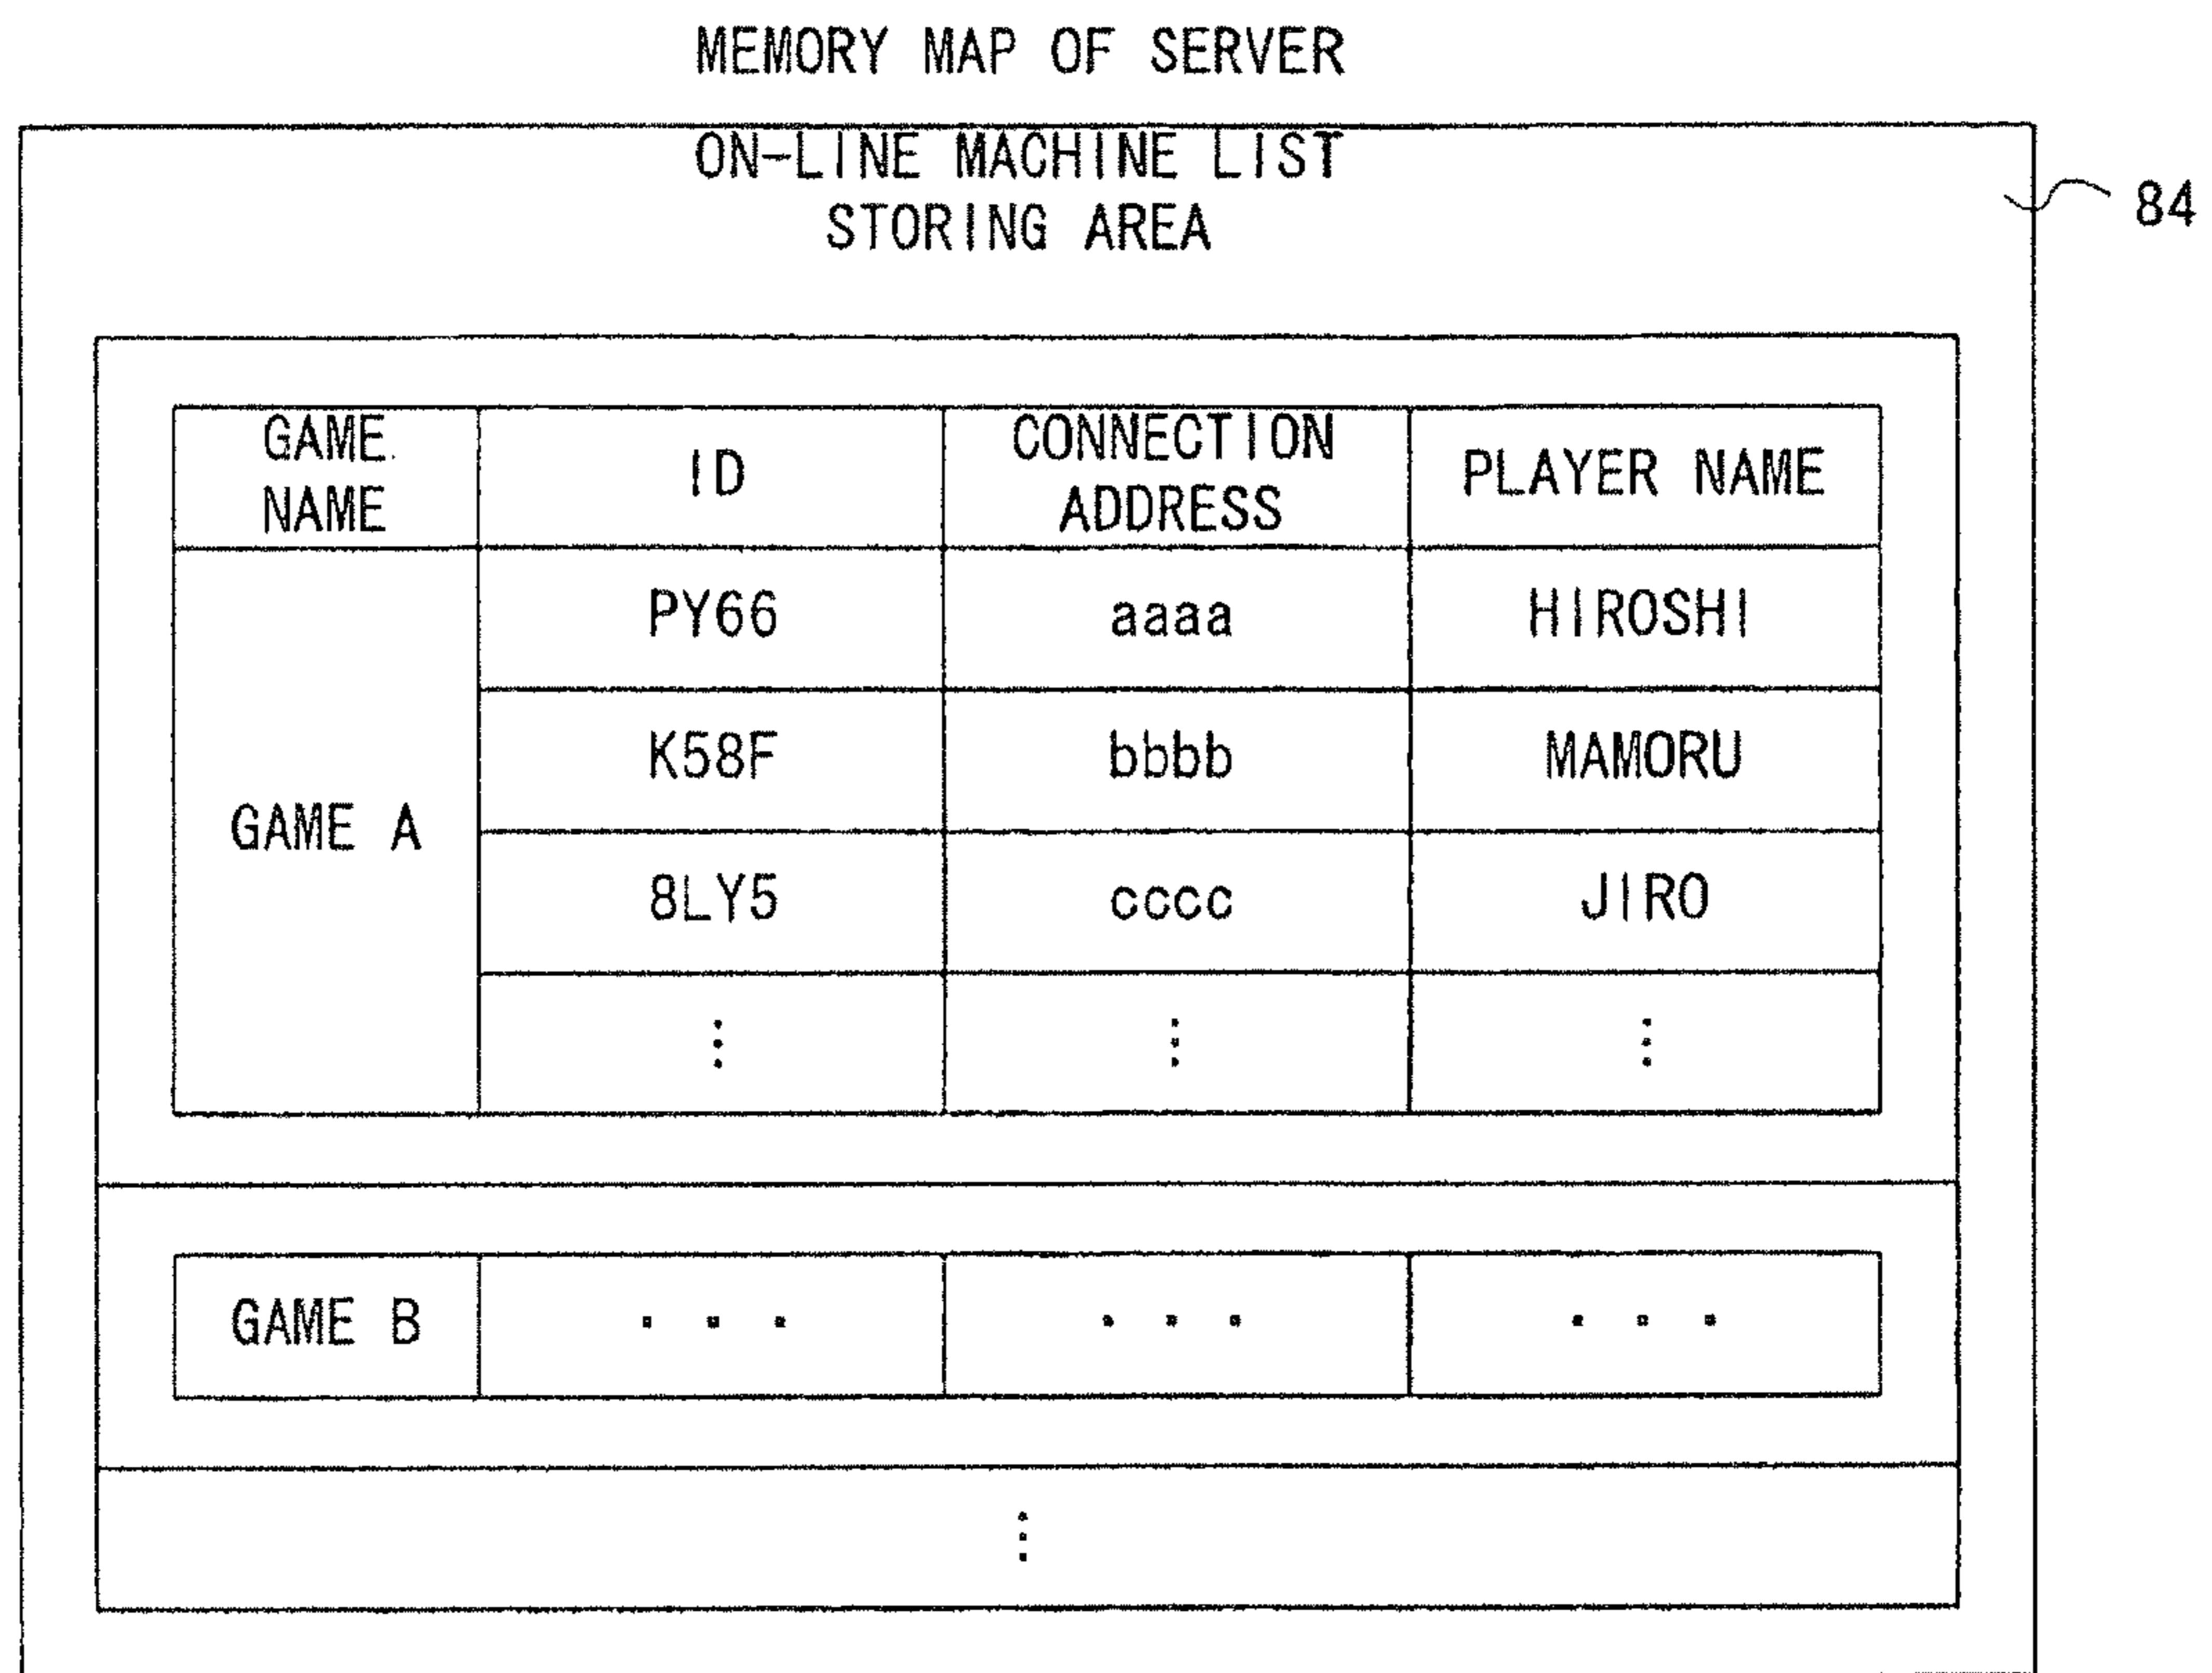 MEMORY MAP OF SERVER
ON-LINE MACHINE LIST
STORING AREA
84
GAME NAME ID CONNECTION ADDRESS PLAYER NAME
GAME A PY66 aaaa HIROSHI
K58F bbbb MAMORU
8LY5 cccc JIRO
⋮ ⋮ ⋮
GAME B ・・・ ・・・ ・・・
⋮